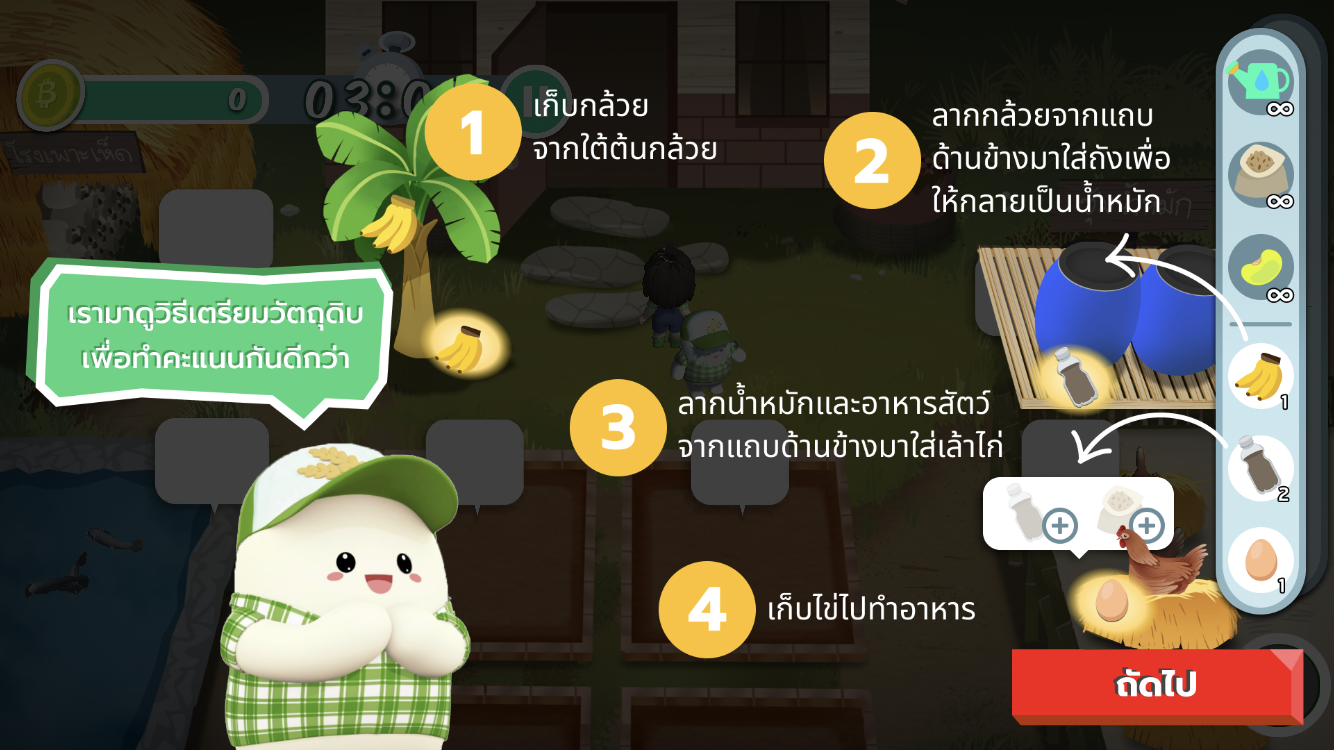 0
03:0
โรงเพาะเห็ด
1
เก็บกล้วย
จากใต้ต้นกล้วย
2
ลากกล้วยจากแถบ
ด้านข้างมาใส่ถังเพื่อ
ให้กลายเป็นน้ำหมัก
เรามาดูวิธีเตรียมวัตถุดิบ
เพื่อทำคะแนนกันดีกว่า
3
ลากน้ำหมักและอาหารสัตว์
จากแถบด้านข้างมาใส่เล้าไก่
4
เก็บไข่ไปทำอาหาร
∞
∞
∞
1
2
1
ถัดไป